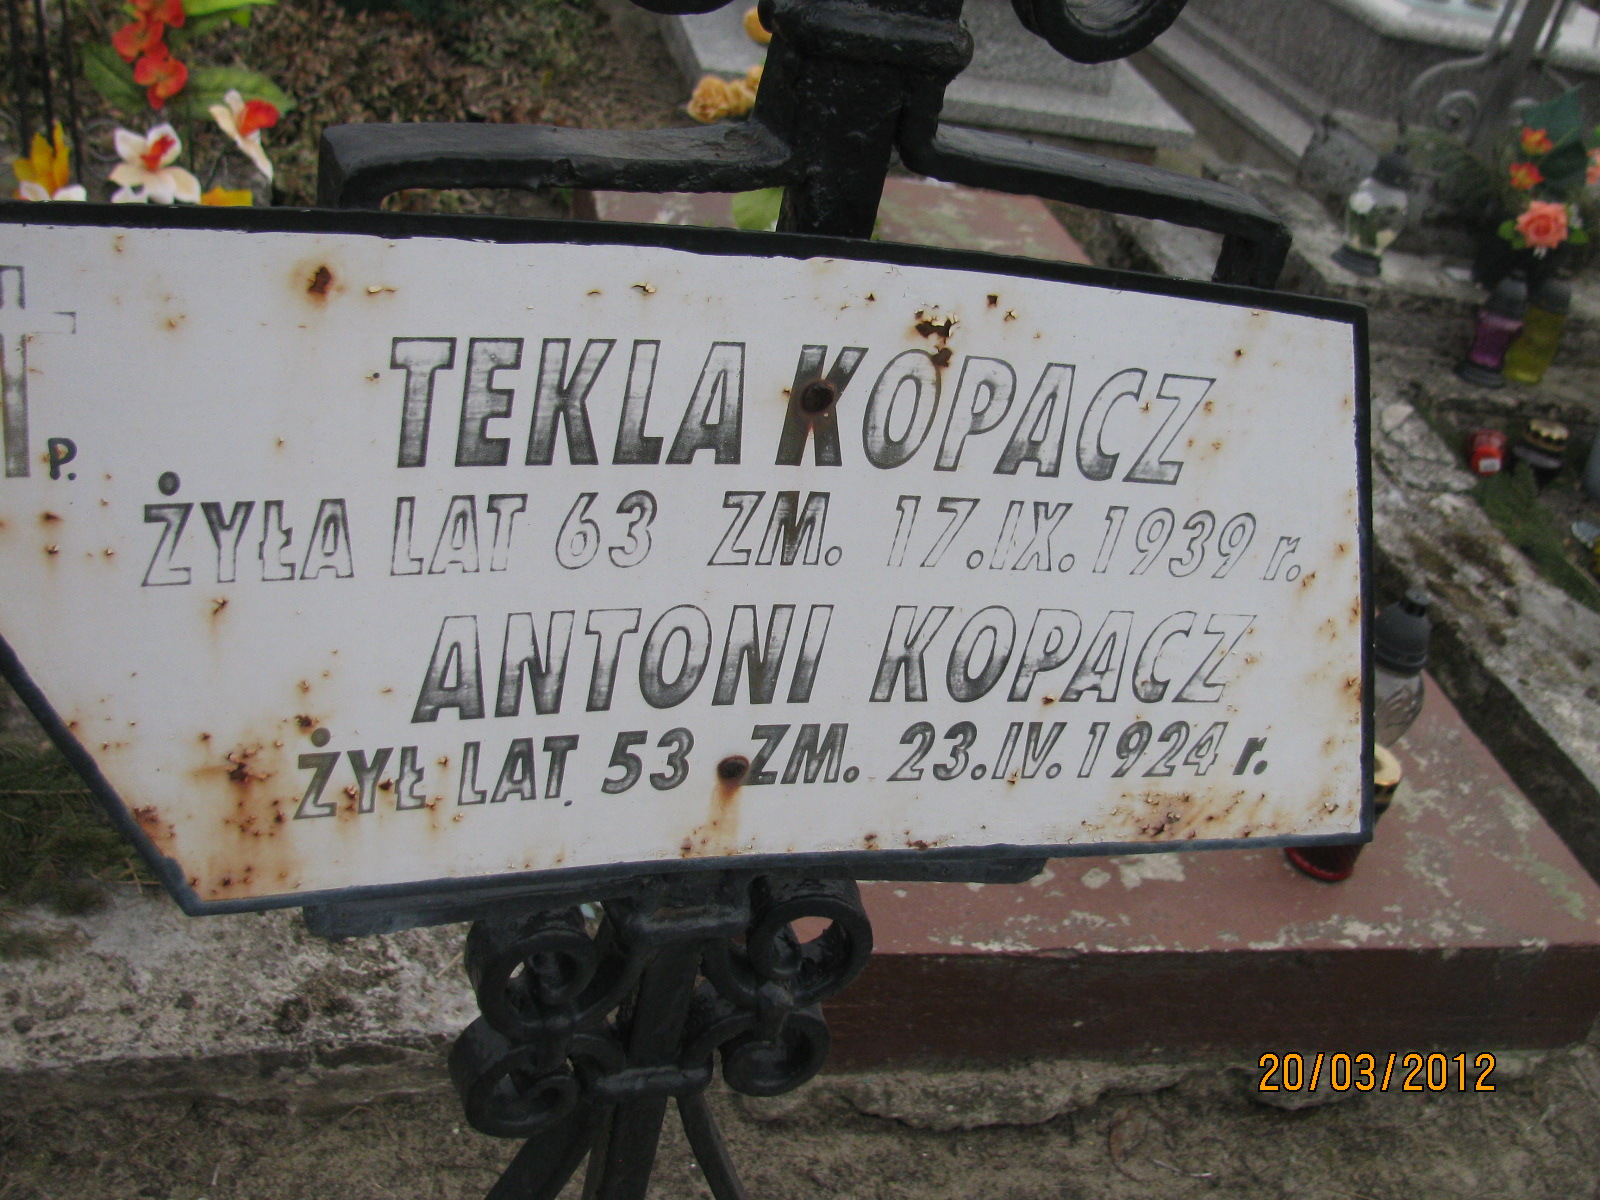 P.
TEKLA KOPACZ
ŻYŁA LAT 63 ZM. 17.IX.1939 r.
ANTONI KOPACZ
ŻYŁ LAT 53 ZM. 23.IV.1924 r.
20/03/2012